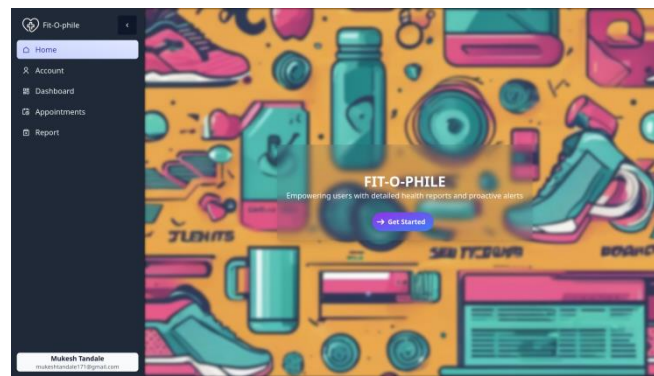 Fit-O-phile
Home
Account
Dashboard
Appointments
Report
FIT-O-PHILE
Empowering users with detailed health reports and proactive alerts
Get Started
Mukesh Tandale
mukeshtandale171@gmail.com